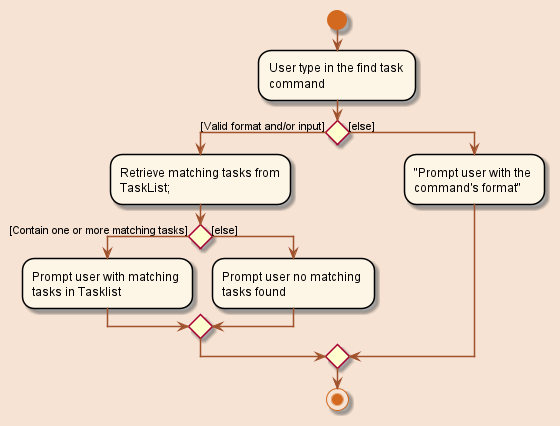 User type in the find task
command
[Valid format and/or input]
[else]
Retrieve matching tasks from
TaskList;
"Prompt user with the
command's format"
[Contain one or more matching tasks]
[else]
Prompt user with matching
tasks in Tasklist
Prompt user no matching
tasks found